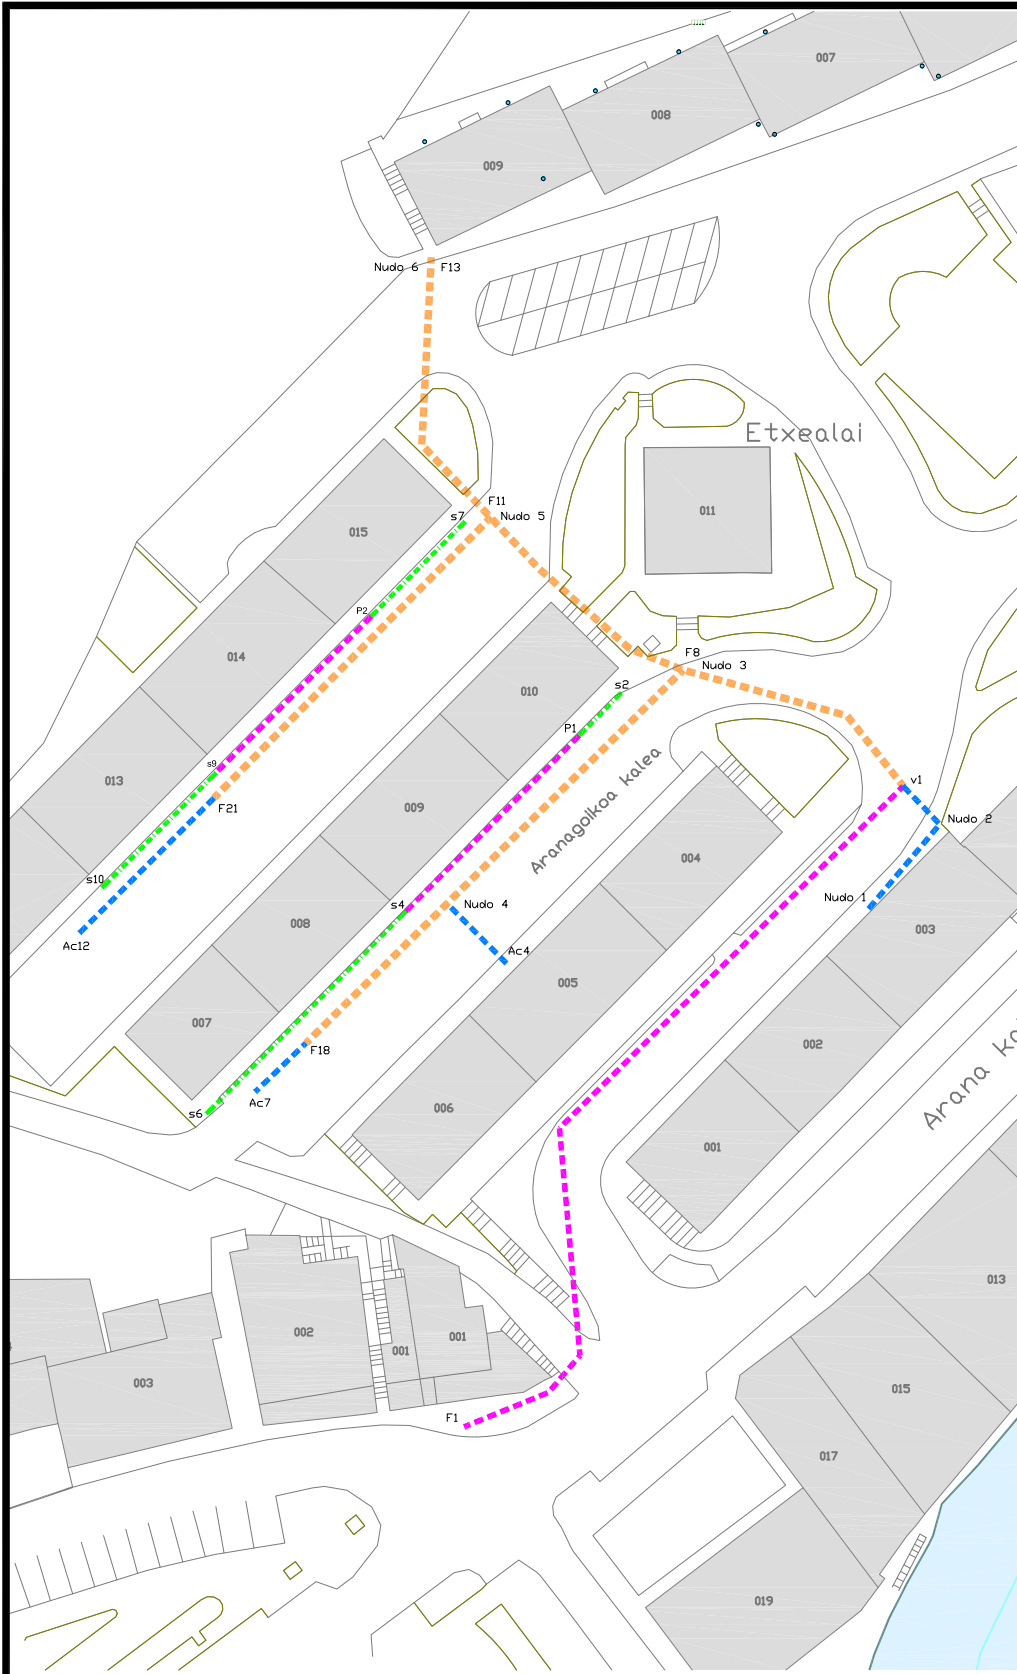 007
008
009
Nudo 6
F13
Etxealai
F11
Nudo 5
s7
011
015
P2
014
F8
Nudo 3
s2
010
P1
s9
013
F21
v1
Aranagoikoa kalea
009
Nudo 2
004
s10
s4
Nudo 4
Nudo 1
008
003
Ac12
Ac4
005
007
F18
002
Ac7
s6
006
001
Arana ka
013
002
001
001
003
015
F1
017
019